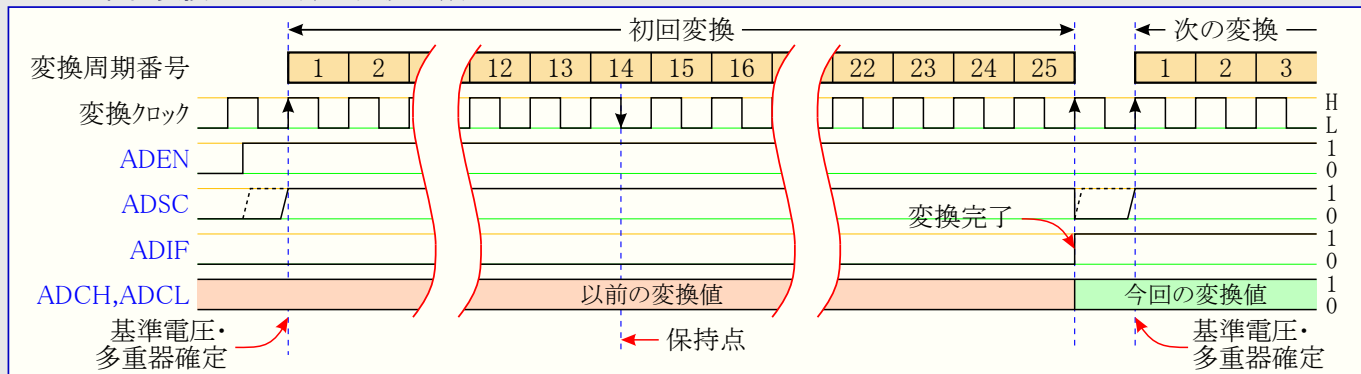 初回変換
次の変換
変換周期番号
1 2 12 13 14 15 16 22 23 24 25 1 2 3
変換ｸﾛｯｸ
H
L
ADEN
1
0
ADSC
1
0
変換完了
ADIF
1
0
ADCH,ADCL
以前の変換値
今回の変換値
1
0
基準電圧・
多重器確定
保持点
基準電圧・
多重器確定